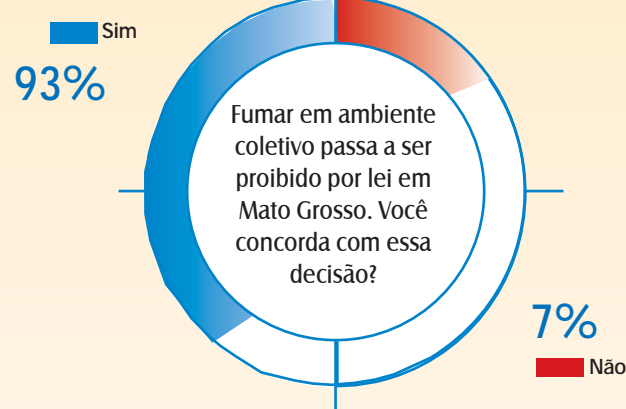 Sim
93%
Fumar em ambiente
coletivo passa a ser
proibido por lei em
Mato Grosso. Você
concorda com essa
decisão?
7%
Não